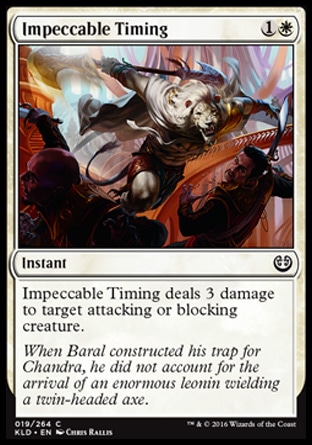 Impeccable Timing 1
Instant
Impeccable Timing deals 3 damage
to target attacking or blocking
creature.
When Baral constructed his trap for
Chandra, he did not account for the
arrival of an enormous leonin wielding
a twin-headed axe.
019/264 C
KLD • EN CHRIS RALLIS
™ & © 2016 Wizards of the Coast